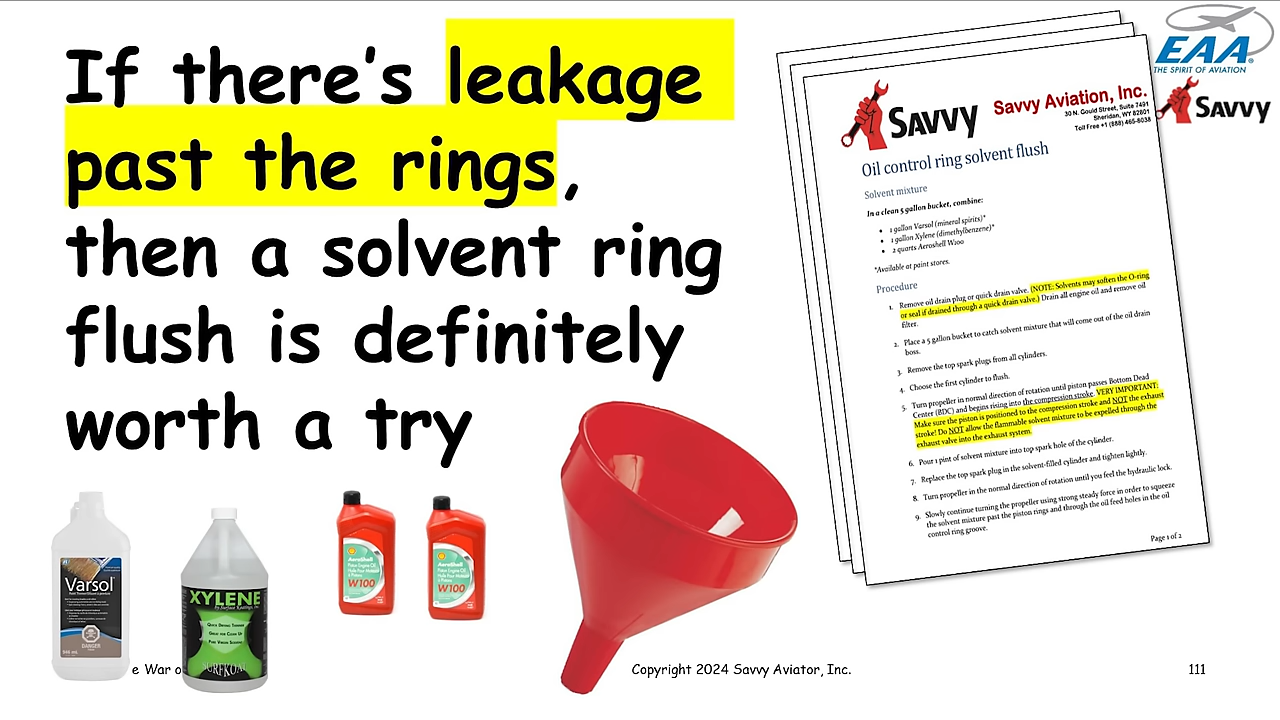 If there's leakage
past the rings,
then a solvent ring
flush is definitely
worth a try
EAA
THE SPIRIT OF AVIATION
SAVVY
SAVVY
Savvy Aviation, Inc.
30 N. Gould Street, Suite 7491
Sheridan, WY 82801
Toll Free +1 (888) 465-8038
Oil control ring solvent flush
Solvent mixture
In a clean 5 gallon bucket, combine:
• 1 gallon Varsol (mineral spirits)*
• 1 gallon Xylene (dimethylbenzene)*
• 2 quarts Aeroshell W100
*Available at paint stores.
Procedure
1. Remove oil drain plug or quick drain valve. (NOTE: Solvents may soften the O-ring
or seal if drained through a quick drain valve.) Drain all engine oil and remove oil
filter.
2. Place a 5 gallon bucket to catch solvent mixture that will come out of the oil drain
boss.
3. Remove the top spark plugs from all cylinders.
4. Choose the first cylinder to flush.
5. Turn propeller in normal direction of rotation until piston passes Bottom Dead
Center (BDC) and begins rising into the compression stroke. VERY IMPORTANT:
Make sure the piston is positioned to the compression stroke and NOT the exhaust
stroke! Do NOT allow the flammable solvent mixture to be expelled through the
exhaust valve into the exhaust system.
6. Pour 1 pint of solvent mixture into top spark hole of the cylinder.
7. Replace the top spark plug in the solvent-filled cylinder and tighten lightly.
8. Turn propeller in the normal direction of rotation until you feel the hydraulic lock.
9. Slowly continue turning the propeller using strong steady force in order to squeeze
the solvent mixture past the piston rings and through the oil feed holes in the oil
control ring groove.
Page 1 of 2
Varsol
DANGER
XYLENE
QUICK DRYING THINNER
GREAT FOR CLEAN UP
SURFKOAT
AeroShell
W100
AeroShell
W100
e War o
Copyright 2024 Savvy Aviator, Inc.
111